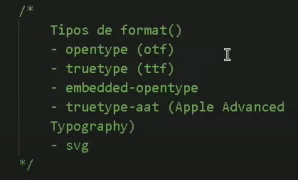 /*
Tipos de format()
- opentype (otf)
- truetype (ttf)
- embedded-opentype
- truetype-aat (Apple Advanced
Typography)
- svg
*/